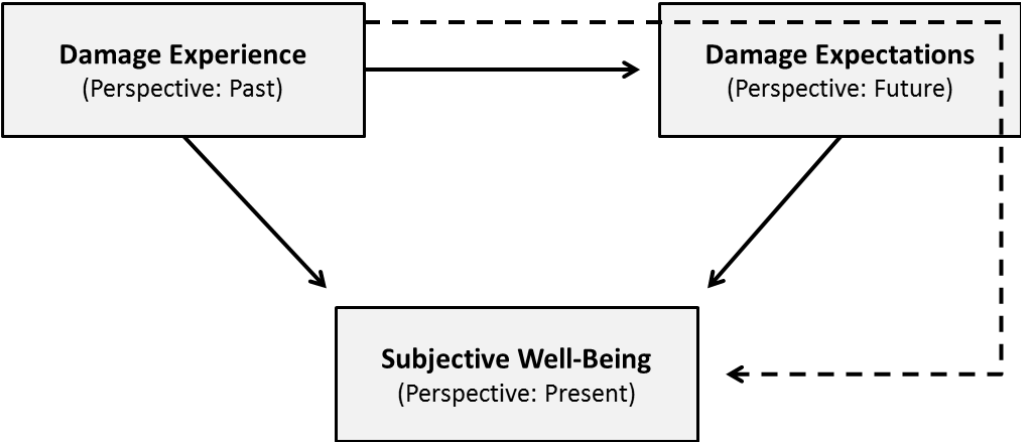 Damage Experience
(Perspective: Past)
Damage Expectations
(Perspective: Future)
Subjective Well-Being
(Perspective: Present)